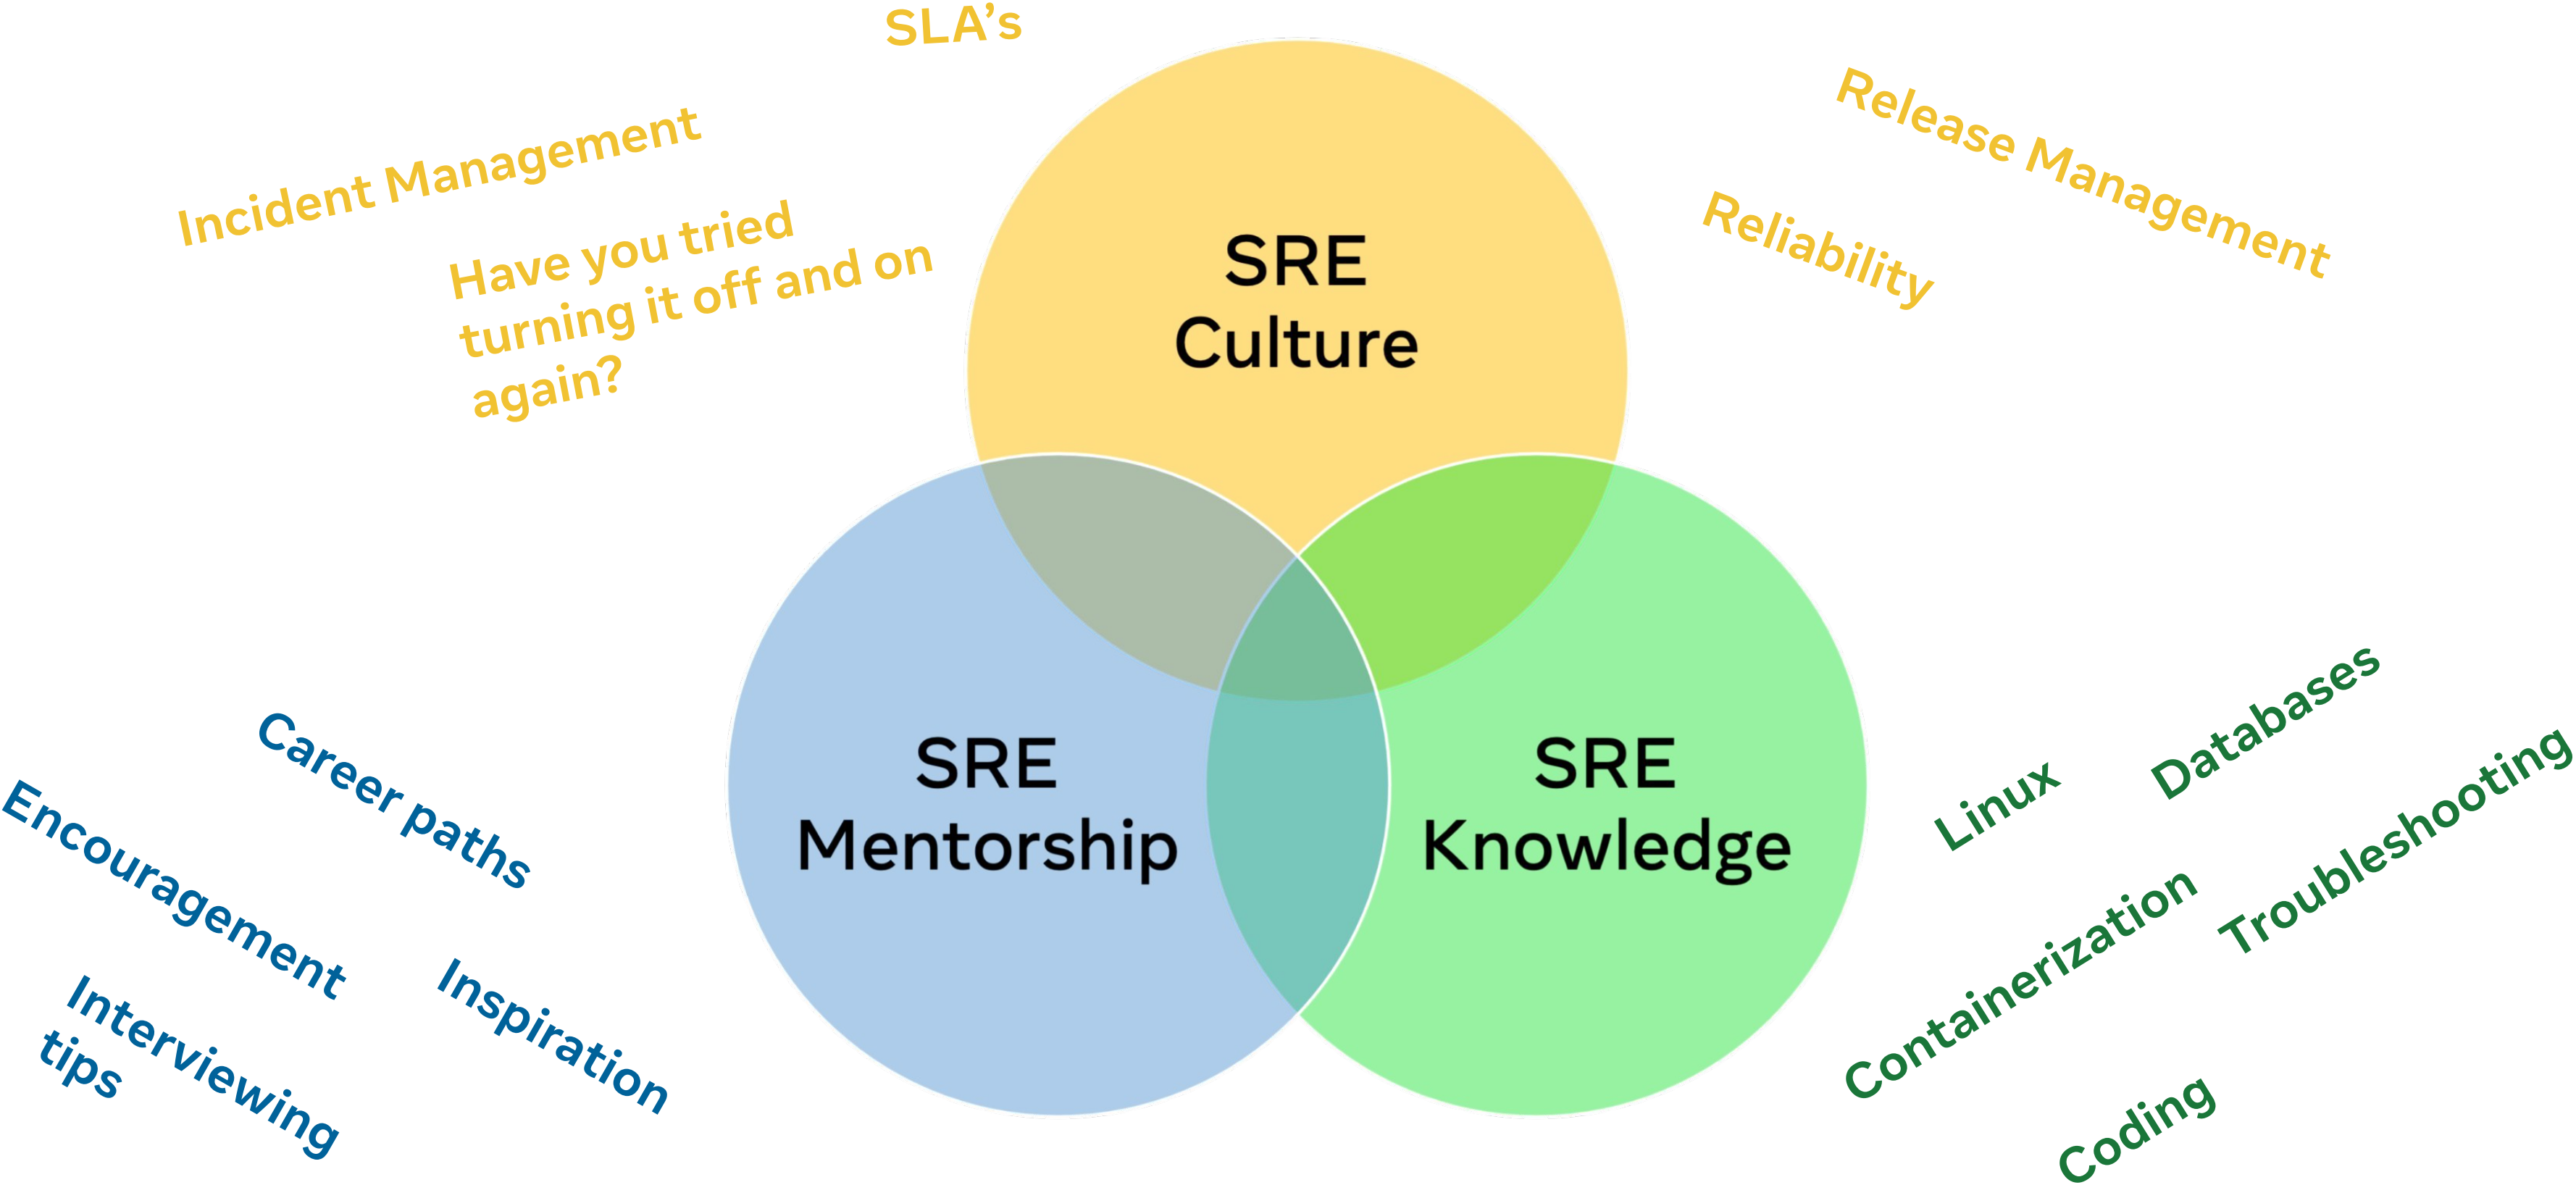 SLA’s
Incident Management
Have you tried
turning it off and on
again?
Release Management
Reliability
SRE
Culture
SRE
Mentorship
SRE
Knowledge
Career paths
Encouragement
Inspiration
Interviewing
tips
Databases
Linux
Troubleshooting
Containerization
Coding